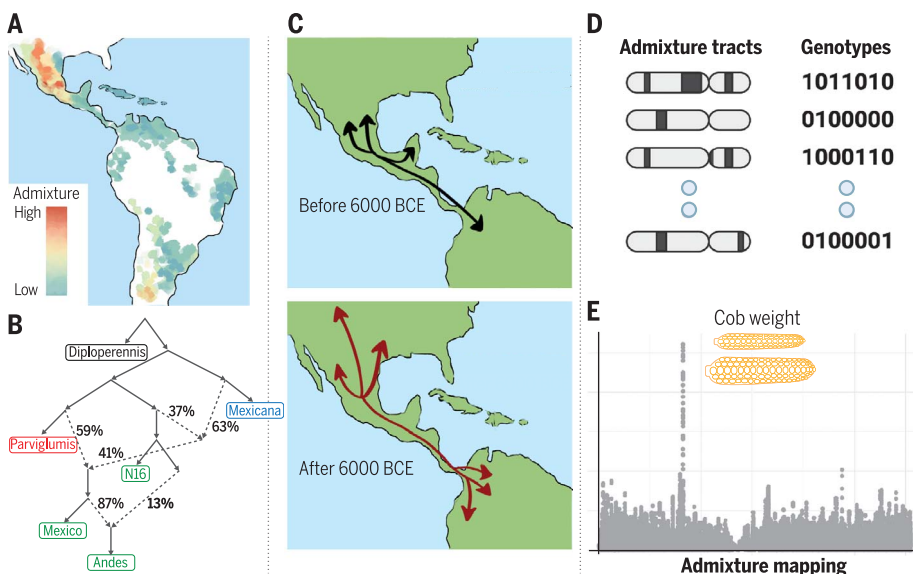 A
Admixture
High
Low
B
Diploperennis
37%
Mexicana
63%
59%
Parviglumis
41%
N16
87%
13%
Mexico
Andes
C
Before 6000 BCE
After 6000 BCE
D
Admixture tracts
Genotypes
1011010
0100000
1000110
0100001
E
Cob weight
Admixture mapping